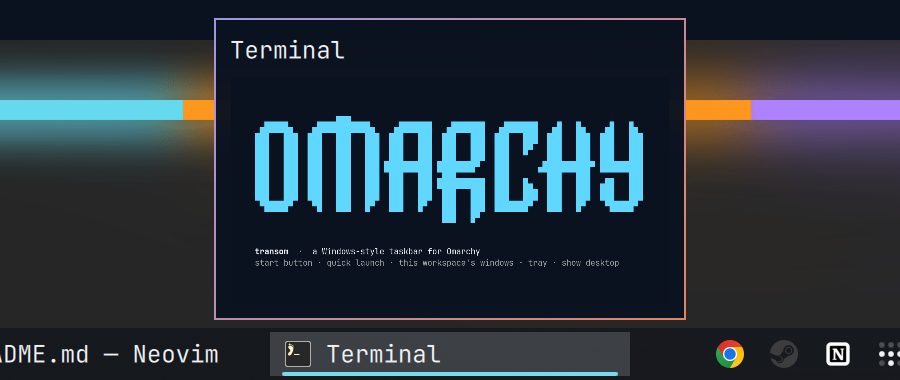 Terminal
OMARCHY
transom · a Windows-style taskbar for Omarchy
start button · quick launch · this workspace's windows · tray · show desktop
ADME.md — Neovim
Terminal